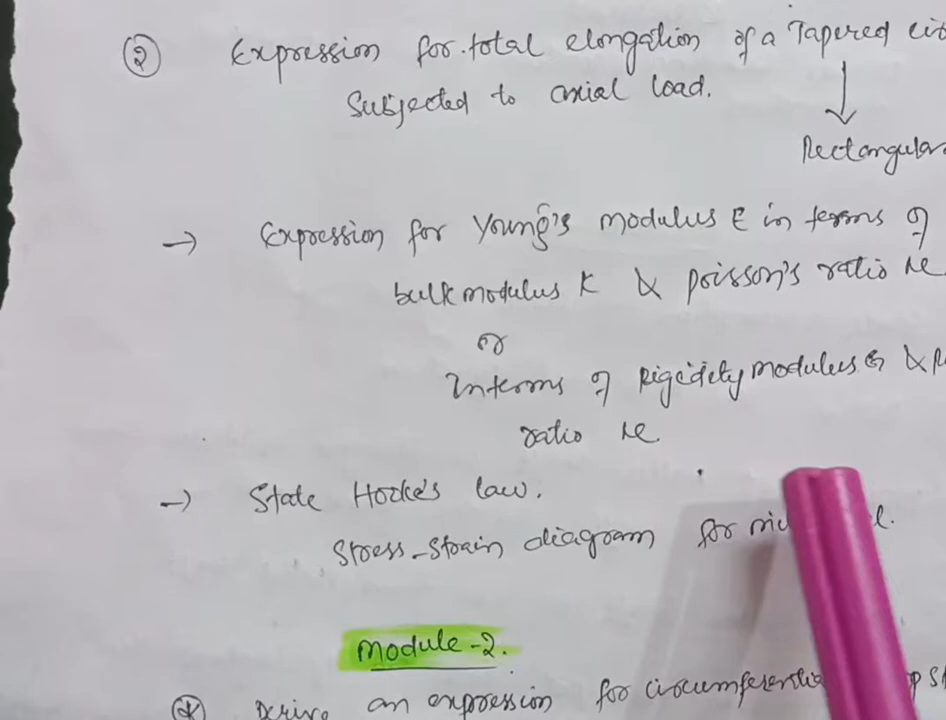 ② Expression for total elongation of a Tapered
Subjected to axial load.
↓
Rectangular
→ Expression for Young's modulus E in terms of
bulk modulus K & poisson's ratio μ
or
Interms of Rigidity modulus G &
ratio μ
→ State Hooke's law.
Stress-strain diagram for
Module-2.
Derive an expression for